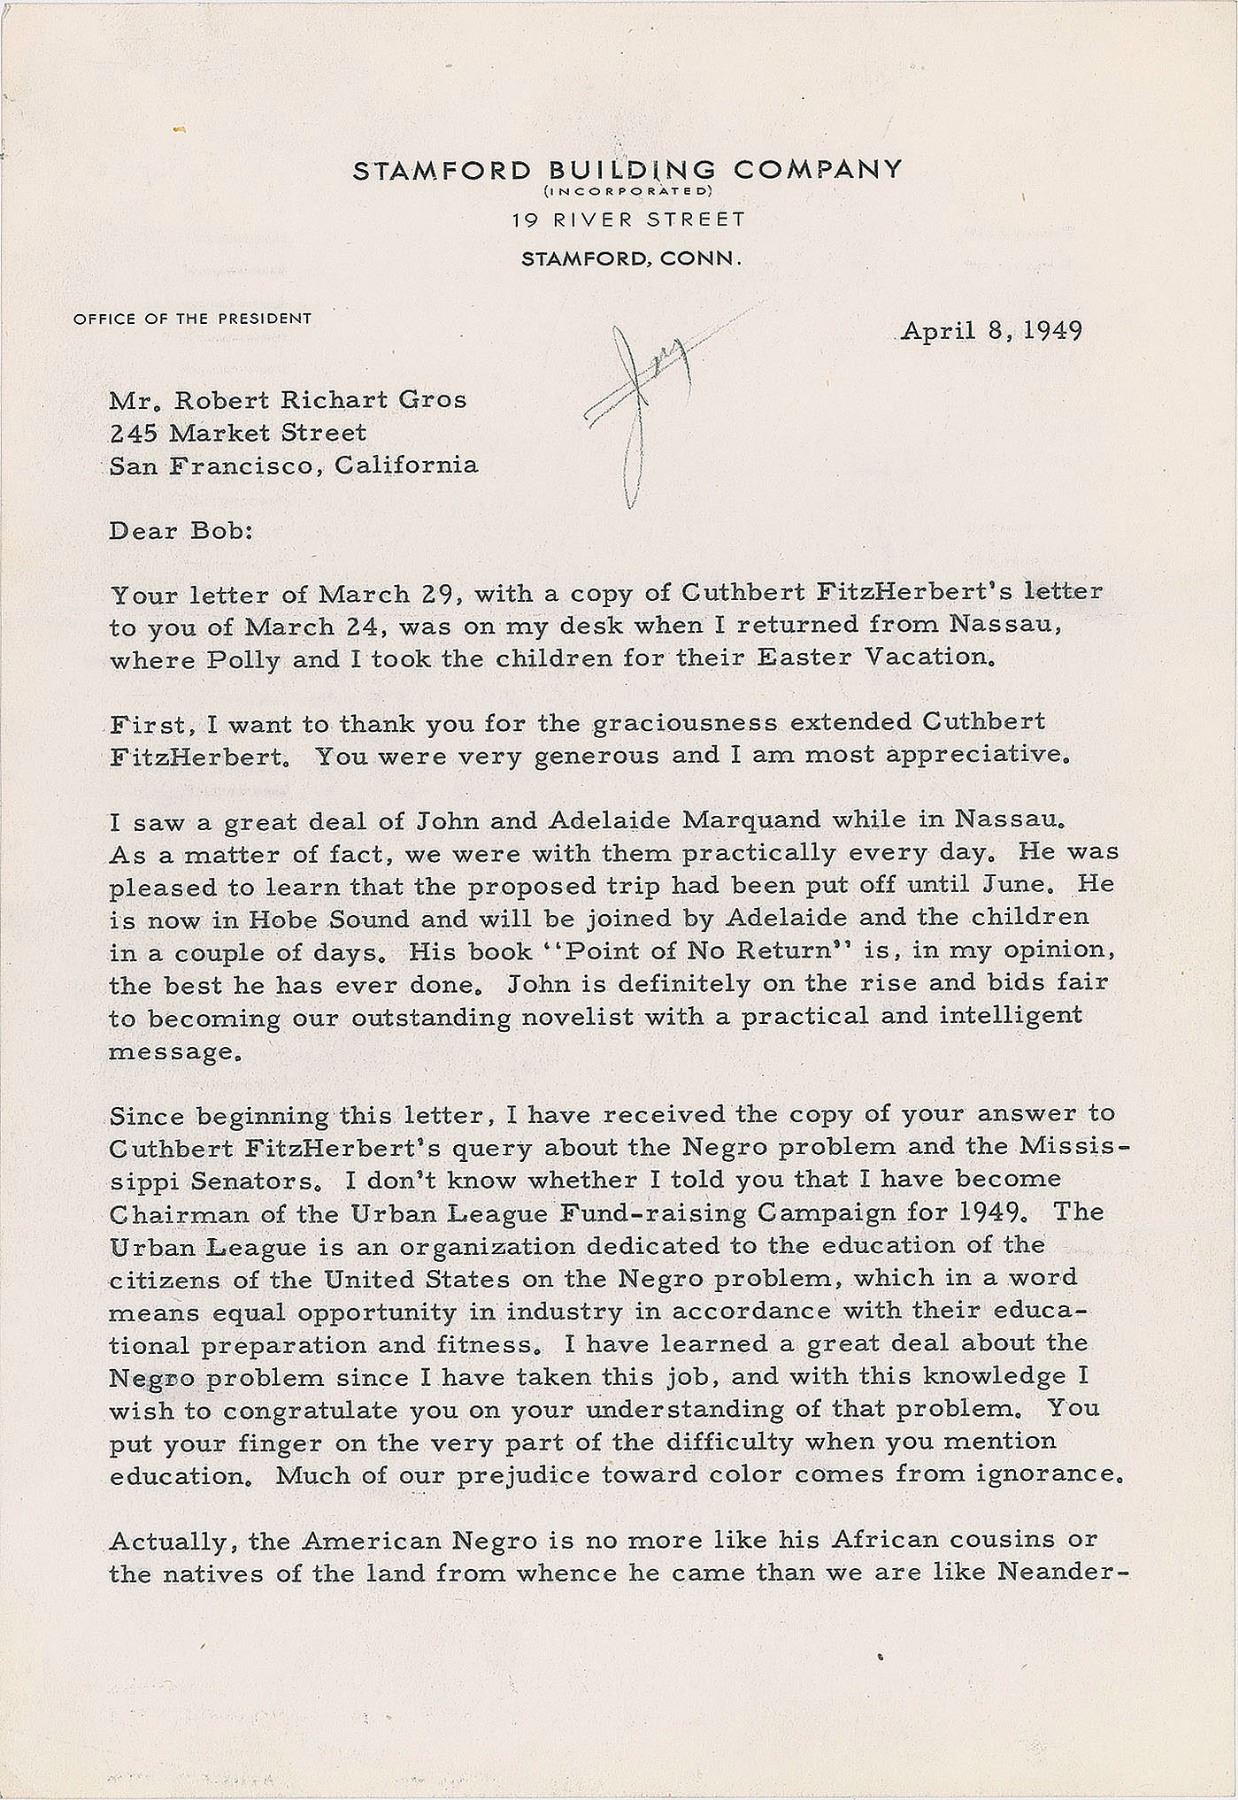 STAMFORD BUILDING COMPANY
(INCORPORATED)
19 RIVER STREET
STAMFORD, CONN.
OFFICE OF THE PRESIDENT
April 8, 1949
Mr. Robert Richart Gros
245 Market Street
San Francisco, California
Dear Bob:
Your letter of March 29, with a copy of Cuthbert FitzHerbert's letter
to you of March 24, was on my desk when I returned from Nassau,
where Polly and I took the children for their Easter Vacation.
First, I want to thank you for the graciousness extended Cuthbert
FitzHerbert. You were very generous and I am most appreciative.
I saw a great deal of John and Adelaide Marquand while in Nassau.
As a matter of fact, we were with them practically every day. He was
pleased to learn that the proposed trip had been put off until June. He
is now in Hobe Sound and will be joined by Adelaide and the children
in a couple of days. His book "Point of No Return" is, in my opinion,
the best he has ever done. John is definitely on the rise and bids fair
to becoming our outstanding novelist with a practical and intelligent
message.
Since beginning this letter, I have received the copy of your answer to
Cuthbert FitzHerbert's query about the Negro problem and the Missis-
sippi Senators. I don't know whether I told you that I have become
Chairman of the Urban League Fund-raising Campaign for 1949. The
Urban League is an organization dedicated to the education of the
citizens of the United States on the Negro problem, which in a word
means equal opportunity in industry in accordance with their educa-
tional preparation and fitness. I have learned a great deal about the
Negro problem since I have taken this job, and with this knowledge I
wish to congratulate you on your understanding of that problem. You
put your finger on the very part of the difficulty when you mention
education. Much of our prejudice toward color comes from ignorance.
Actually, the American Negro is no more like his African cousins or
the natives of the land from whence he came than we are like Neander-